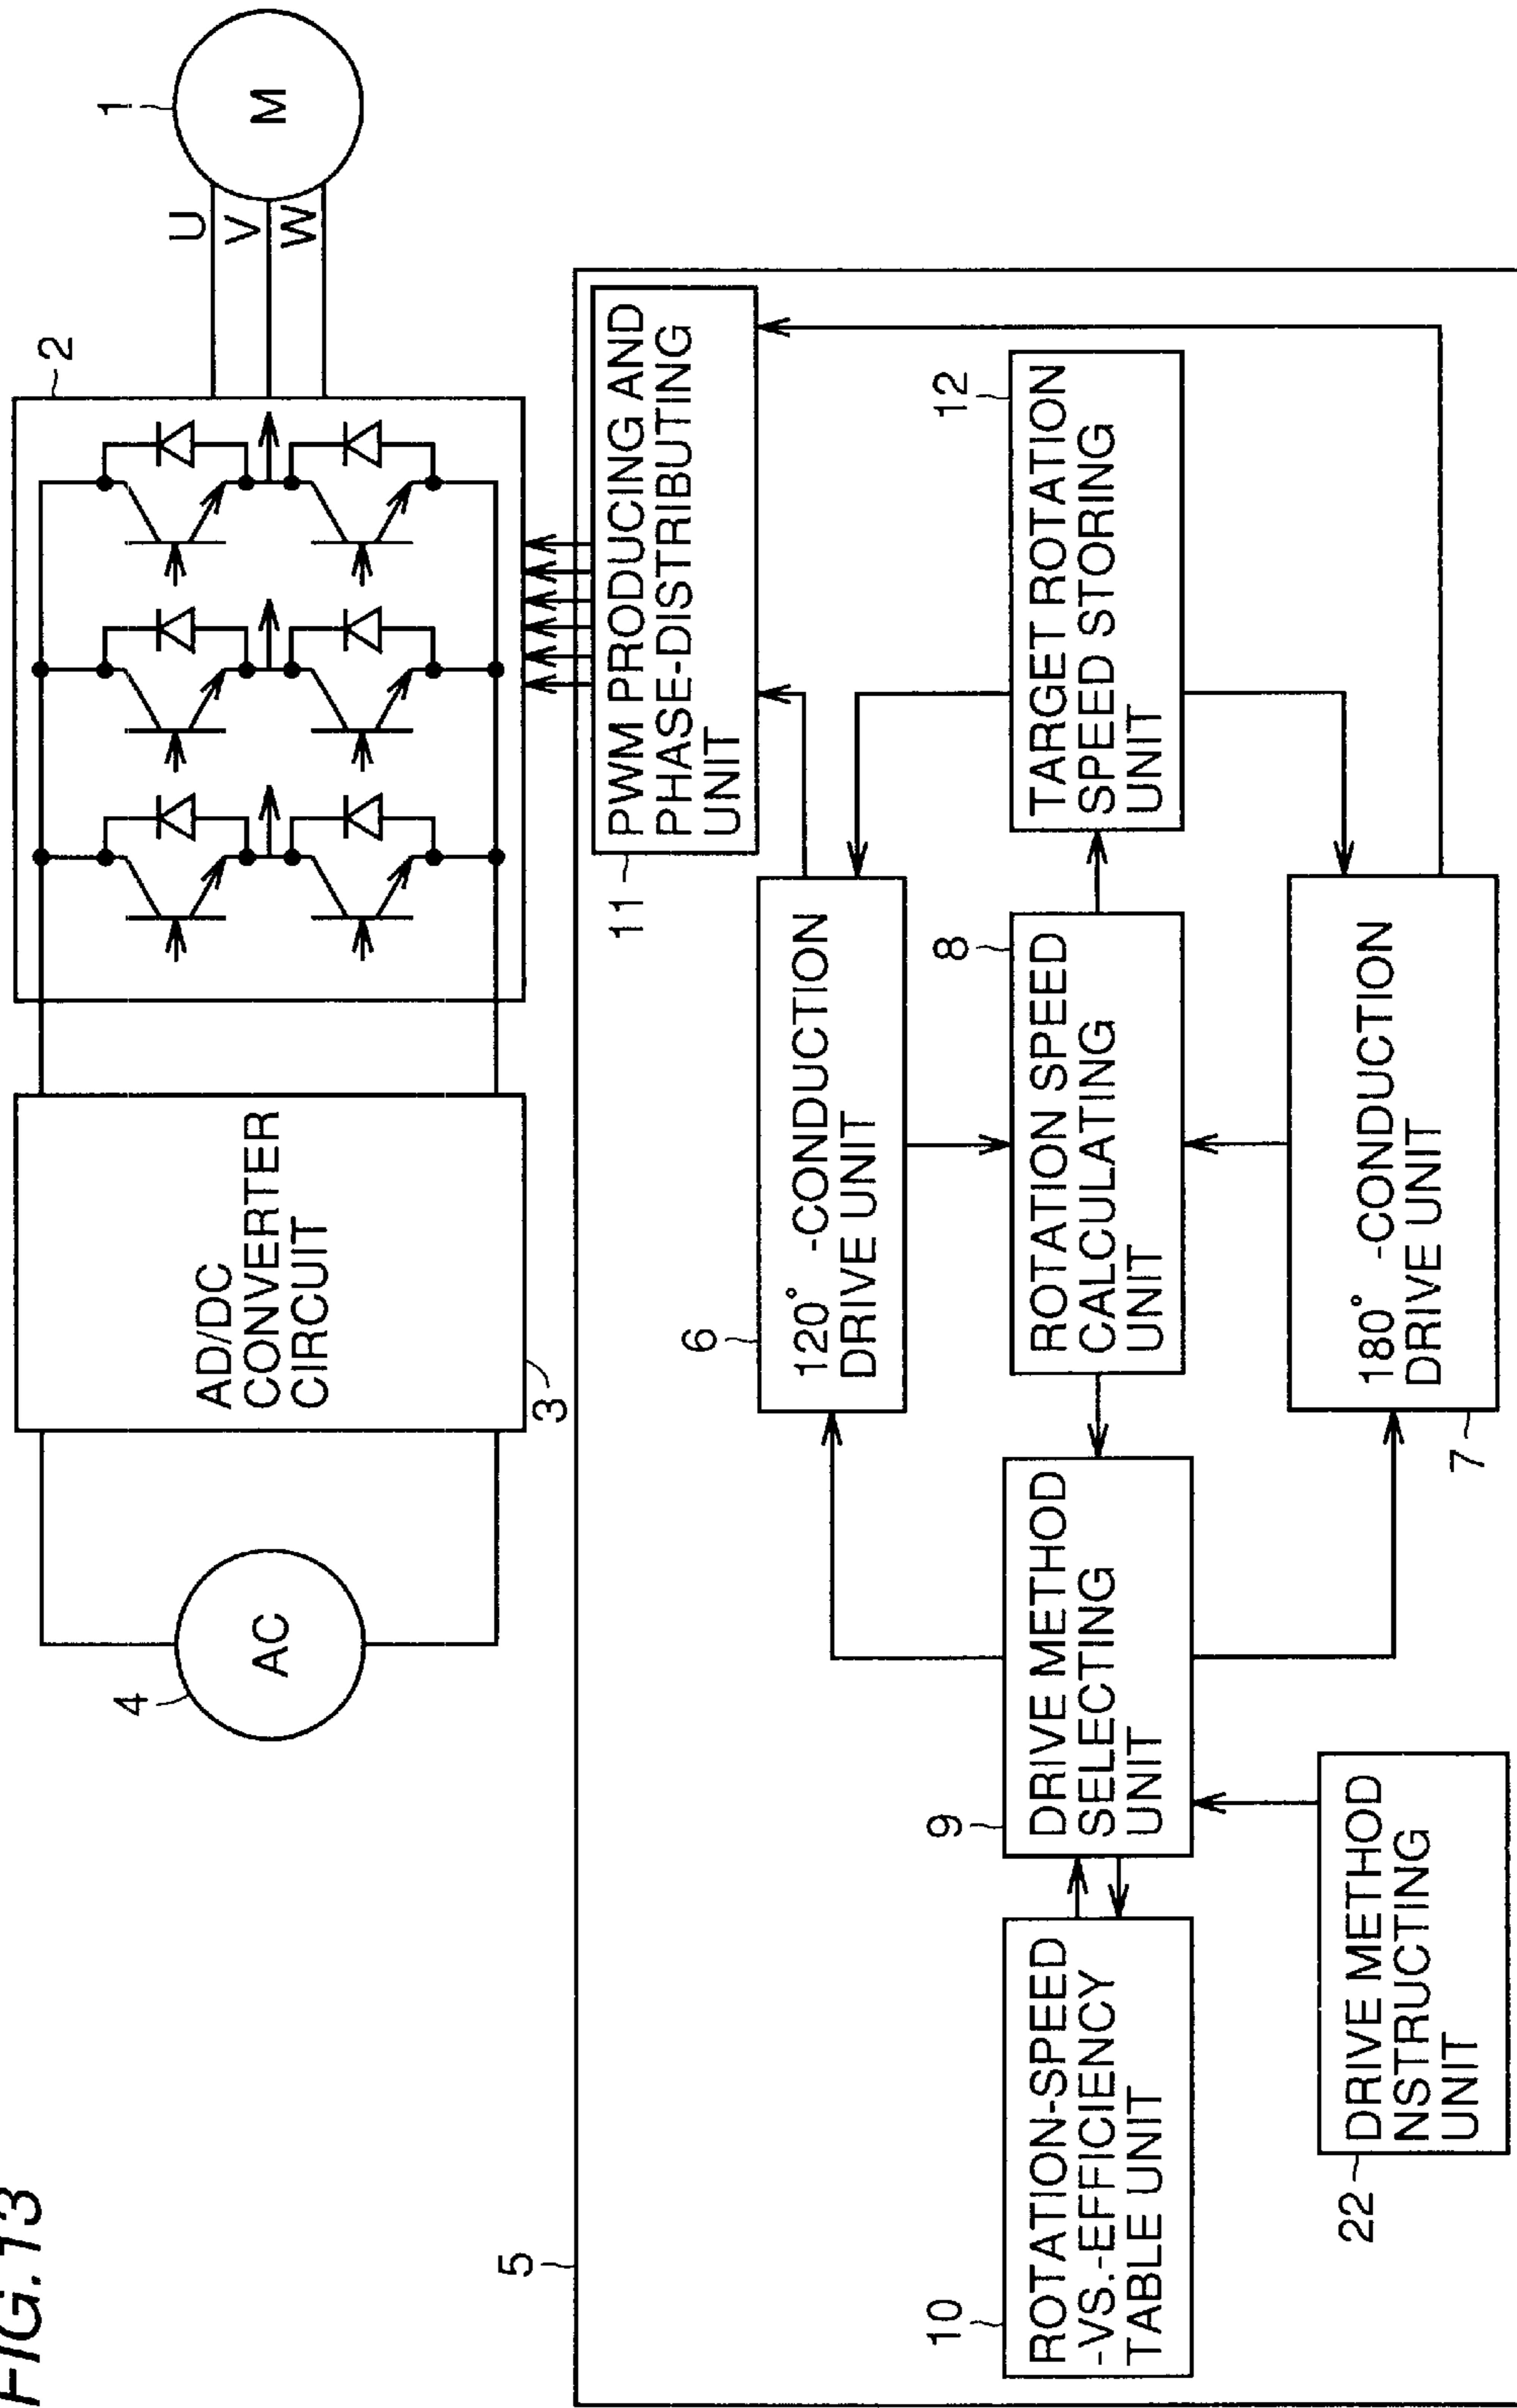 FIG. 13
4
AC
AD/DC
CONVERTER
CIRCUIT
3
2
U
V
W
1
M
5
11
PWM PRODUCING AND
PHASE-DISTRIBUTING
UNIT
6
120°-CONDUCTION
DRIVE UNIT
10
ROTATION-SPEED
-VS.-EFFICIENCY
TABLE UNIT
9
DRIVE METHOD
SELECTING
UNIT
8
ROTATION SPEED
CALCULATING
UNIT
12
TARGET ROTATION
SPEED STORING
UNIT
22
DRIVE METHOD
NSTRUCTING
UNIT
7
180°-CONDUCTION
DRIVE UNIT